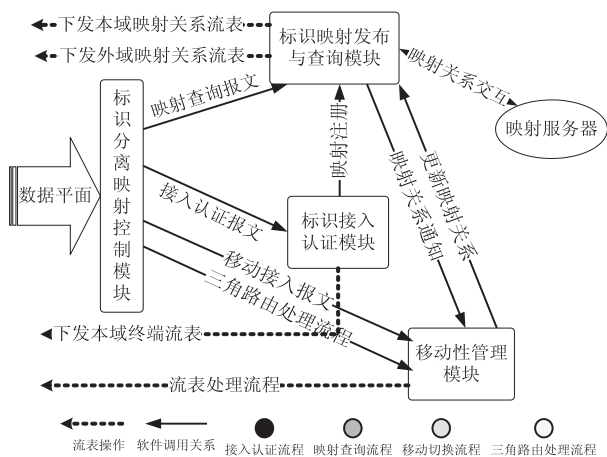 下发本域映射关系流表
下发外域映射关系流表
标识映射发布
与查询模块
映射关系交互
映射服务器
标识分离映射控制模块
映射查询报文
映射注册
映射关系通知
更新映射关系
数据平面
接入认证报文
标识接入
认证模块
移动接入报文
三角路由处理流程
下发本域终端流表
移动性管理
模块
流表处理流程
流表操作
软件调用关系
接入认证流程
映射查询流程
移动切换流程
三角路由处理流程